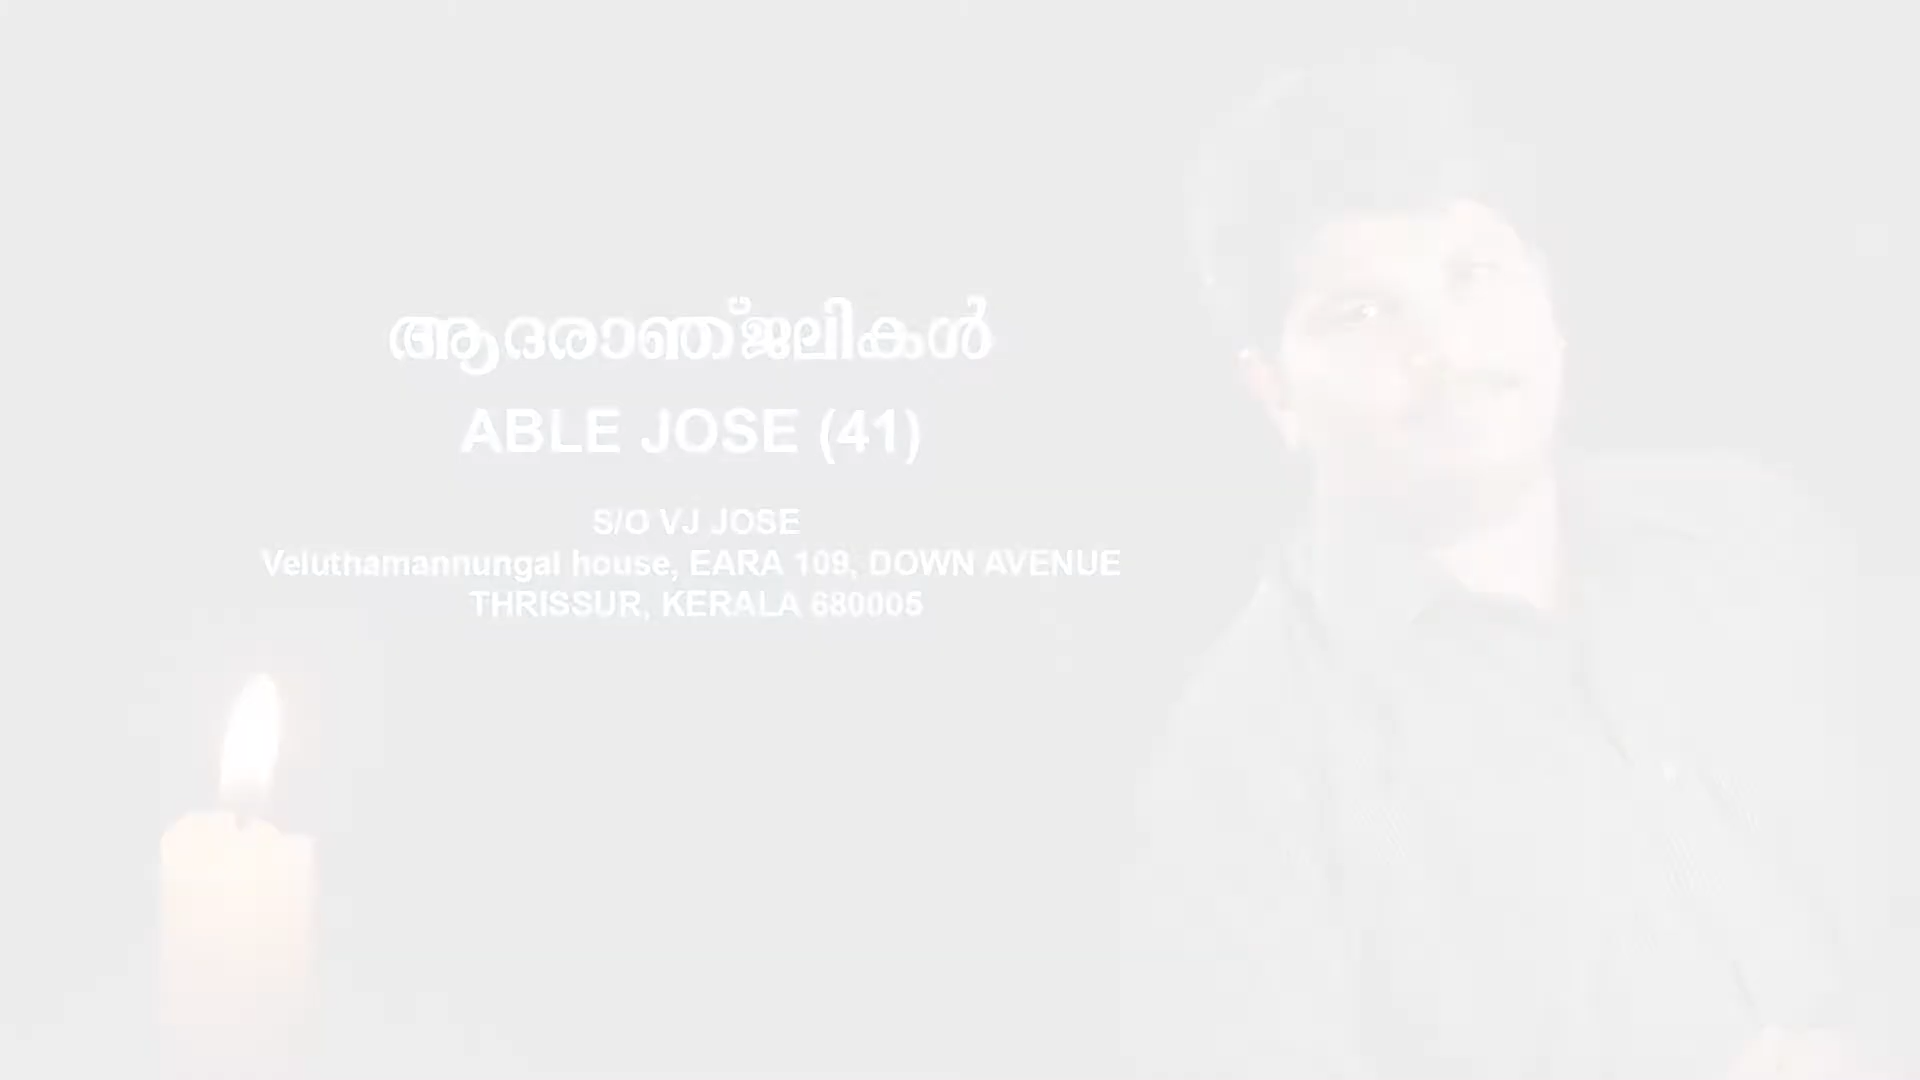 ആദരാഞ്ജലികൾ
ABLE JOSE (41)
S/O VJ JOSE
Veluthamannungal house, EARA 109, DOWN AVENUE
THRISSUR, KERALA 680005